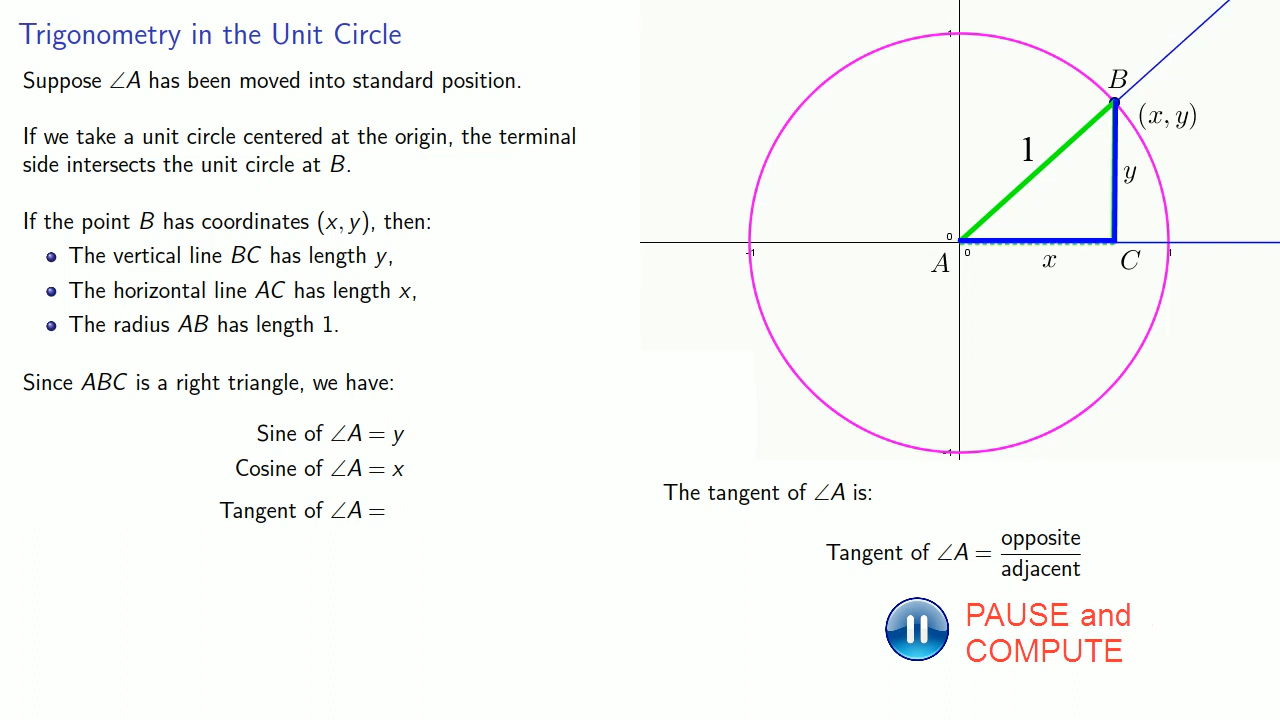 Trigonometry in the Unit Circle
Suppose ∠A has been moved into standard position.
If we take a unit circle centered at the origin, the terminal
side intersects the unit circle at B.
If the point B has coordinates (x, y), then:
The vertical line BC has length y,
The horizontal line AC has length x,
The radius AB has length 1.
Since ABC is a right triangle, we have:
Sine of ∠A = y
Cosine of ∠A = x
Tangent of ∠A =
1
B
(x, y)
1
y
0
-1
A
0
x
C
1
-1
The tangent of ∠A is:
Tangent of ∠A = opposite
adjacent
PAUSE and
COMPUTE